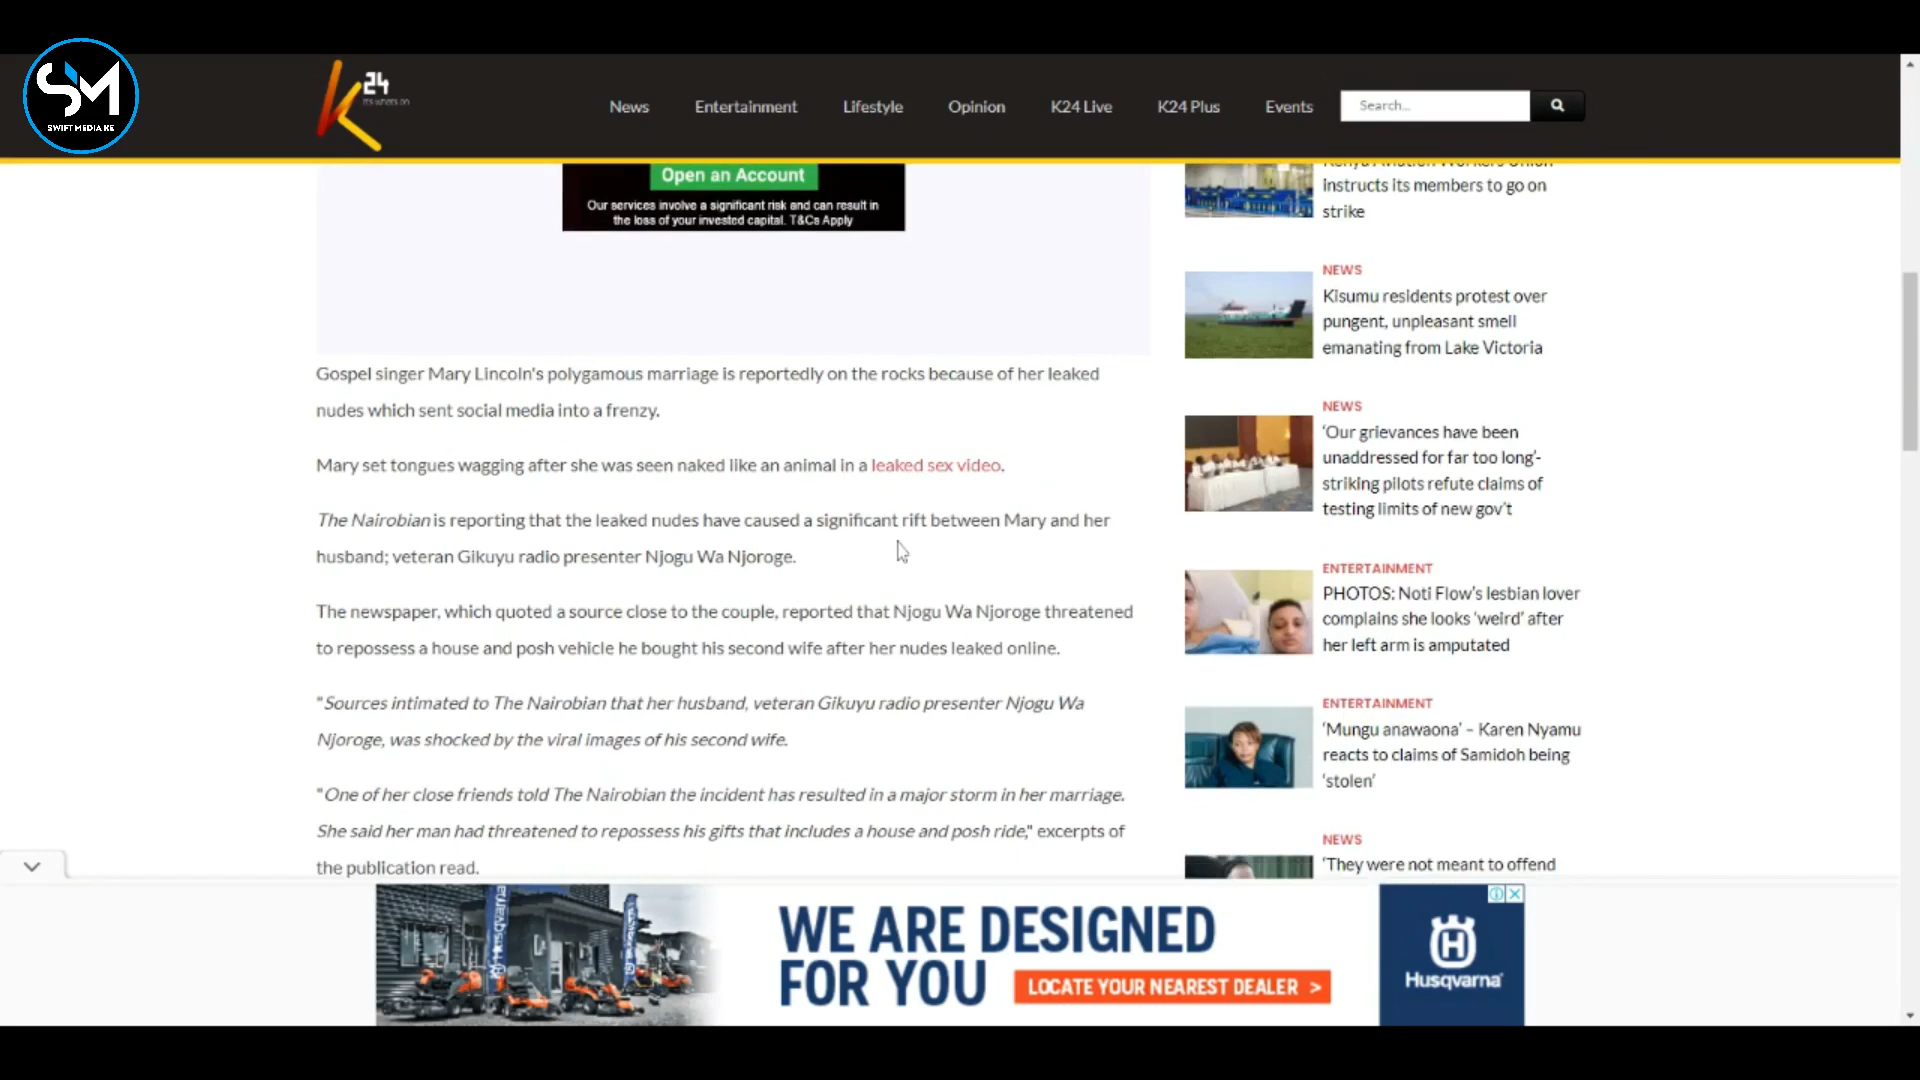 SM
SWIFT MEDIA KE
24
News
Entertainment
Lifestyle
Opinion
K24 Live
K24 Plus
Events
Search...
Open an Account
Our services involve a significant risk and can result in
the loss of your invested capital. T&Cs Apply
Gospel singer Mary Lincoln's polygamous marriage is reportedly on the rocks because of her leaked
nudes which sent social media into a frenzy.
Mary set tongues wagging after she was seen naked like an animal in a leaked sex video.
The Nairobian is reporting that the leaked nudes have caused a significant rift between Mary and her
husband; veteran Gikuyu radio presenter Njogu Wa Njoroge.
The newspaper, which quoted a source close to the couple, reported that Njogu Wa Njoroge threatened
to repossess a house and posh vehicle he bought his second wife after her nudes leaked online.
"Sources intimated to The Nairobian that her husband, veteran Gikuyu radio presenter Njogu Wa
Njoroge, was shocked by the viral images of his second wife.
"One of her close friends told The Nairobian the incident has resulted in a major storm in her marriage.
She said her man had threatened to repossess his gifts that includes a house and posh ride," excerpts of
the publication read.
Kenya Aviation Workers Union
instructs its members to go on
strike
NEWS
Kisumu residents protest over
pungent, unpleasant smell
emanating from Lake Victoria
NEWS
‘Our grievances have been
unaddressed for far too long’-
striking pilots refute claims of
testing limits of new gov’t
ENTERTAINMENT
PHOTOS: Noti Flow’s lesbian lover
complains she looks ‘weird’ after
her left arm is amputated
ENTERTAINMENT
‘Mungu anawaona’ – Karen Nyamu
reacts to claims of Samidoh being
‘stolen’
NEWS
‘They were not meant to offend
Husqvarna
WE ARE DESIGNED
FOR YOU
LOCATE YOUR NEAREST DEALER >
H
Husqvarna